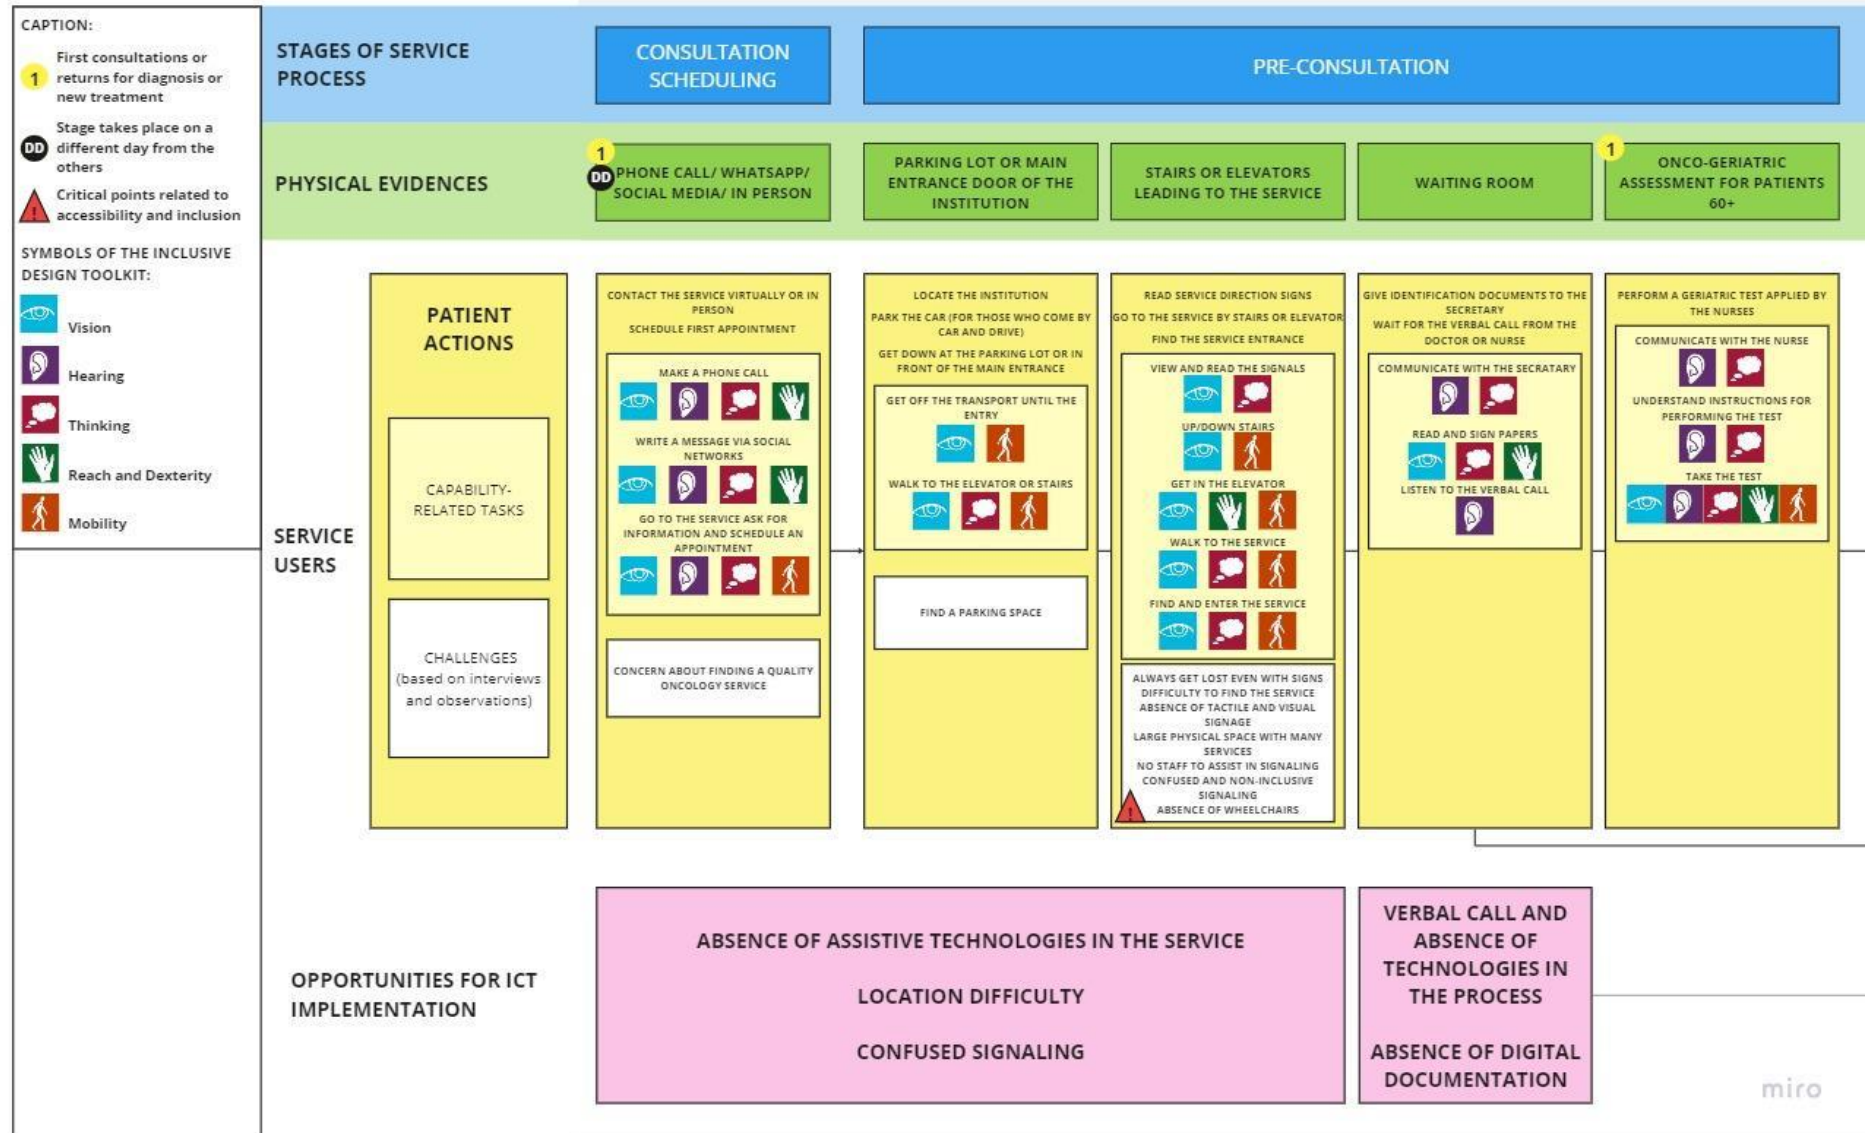 CAPTION:
1
First consultations or
returns for diagnosis or
new treatment
DD
Stage takes place on a
different day from the
others
!
Critical points related to
accessibility and inclusion
SYMBOLS OF THE INCLUSIVE
DESIGN TOOLKIT:
Vision
Hearing
Thinking
Reach and Dexterity
Mobility
STAGES OF SERVICE
PROCESS
CONSULTATION
SCHEDULING
PRE-CONSULTATION
PHYSICAL EVIDENCES
1
DD
PHONE CALL/ WHATSAPP/
SOCIAL MEDIA/ IN PERSON
PARKING LOT OR MAIN
ENTRANCE DOOR OF THE
INSTITUTION
STAIRS OR ELEVATORS
LEADING TO THE SERVICE
WAITING ROOM
1
ONCO-GERIATRIC
ASSESSMENT FOR PATIENTS
60+
SERVICE
USERS
PATIENT
ACTIONS
CAPABILITY-
RELATED TASKS
CHALLENGES
(based on interviews
and observations)
CONTACT THE SERVICE VIRTUALLY OR IN
PERSON
SCHEDULE FIRST APPOINTMENT
MAKE A PHONE CALL
WRITE A MESSAGE VIA SOCIAL
NETWORKS
GO TO THE SERVICE ASK FOR
INFORMATION AND SCHEDULE AN
APPOINTMENT
CONCERN ABOUT FINDING A QUALITY
ONCOLOGY SERVICE
LOCATE THE INSTITUTION
PARK THE CAR (FOR THOSE WHO COME BY
CAR AND DRIVE)
GET DOWN AT THE PARKING LOT OR IN
FRONT OF THE MAIN ENTRANCE
GET OFF THE TRANSPORT UNTIL THE
ENTRY
WALK TO THE ELEVATOR OR STAIRS
FIND A PARKING SPACE
READ SERVICE DIRECTION SIGNS
GO TO THE SERVICE BY STAIRS OR ELEVATOR
FIND THE SERVICE ENTRANCE
VIEW AND READ THE SIGNALS
UP/DOWN STAIRS
GET IN THE ELEVATOR
WALK TO THE SERVICE
FIND AND ENTER THE SERVICE
ALWAYS GET LOST EVEN WITH SIGNS
DIFFICULTY TO FIND THE SERVICE
ABSENCE OF TACTILE AND VISUAL
SIGNAGE
LARGE PHYSICAL SPACE WITH MANY
SERVICES
NO STAFF TO ASSIST IN SIGNALING
CONFUSED AND NON-INCLUSIVE
SIGNALING
ABSENCE OF WHEELCHAIRS
!
GIVE IDENTIFICATION DOCUMENTS TO THE
SECRETARY
WAIT FOR THE VERBAL CALL FROM THE
DOCTOR OR NURSE
COMMUNICATE WITH THE SECRATARY
READ AND SIGN PAPERS
LISTEN TO THE VERBAL CALL
PERFORM A GERIATRIC TEST APPLIED BY
THE NURSES
COMMUNICATE WITH THE NURSE
UNDERSTAND INSTRUCTIONS FOR
PERFORMING THE TEST
TAKE THE TEST
OPPORTUNITIES FOR ICT
IMPLEMENTATION
ABSENCE OF ASSISTIVE TECHNOLOGIES IN THE SERVICE
LOCATION DIFFICULTY
CONFUSED SIGNALING
VERBAL CALL AND
ABSENCE OF
TECHNOLOGIES IN
THE PROCESS
ABSENCE OF DIGITAL
DOCUMENTATION
miro